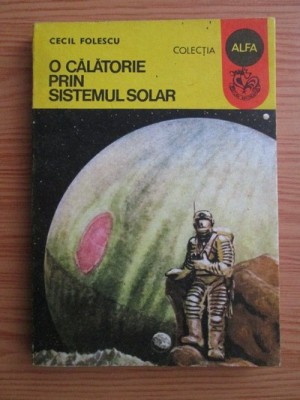 CECIL FOLESCU
COLECȚIA
ALFA
O CĂLĂTORIE
PRIN
SISTEMUL SOLAR